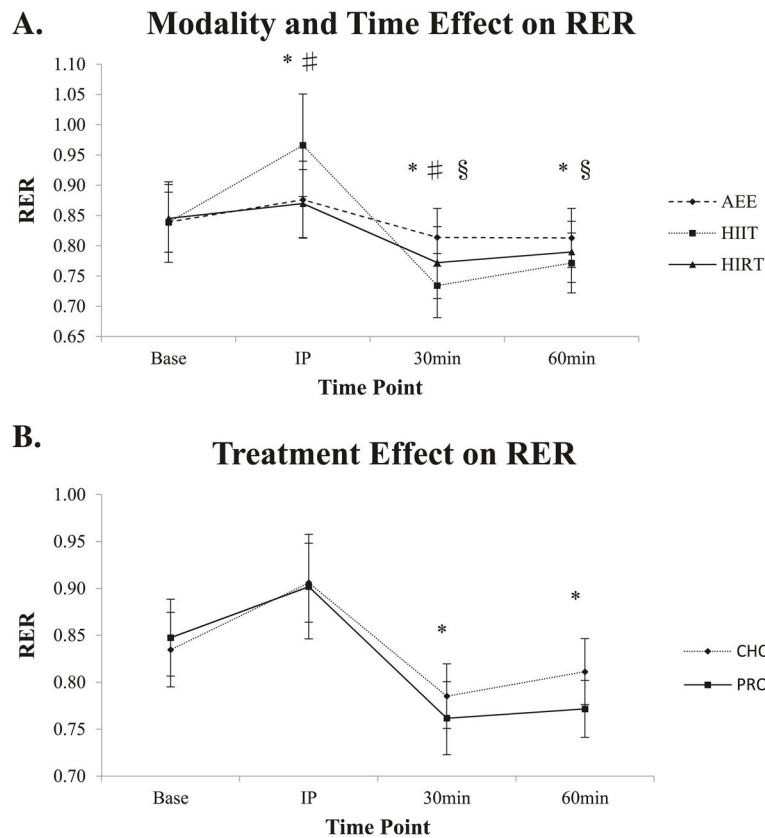 A. Modality and Time Effect on RER
1.10
1.05
1.00
0.95
0.90
0.85
0.80
0.75
0.70
0.65
RER
* #
* # §
* §
AEE
HIIT
HIRT
Base IP 30min 60min
Time Point
B.
Treatment Effect on RER
1.00
0.95
0.90
0.85
0.80
0.75
0.70
RER
*
*
CHO
PRO
Base IP 30min 60min
Time Point